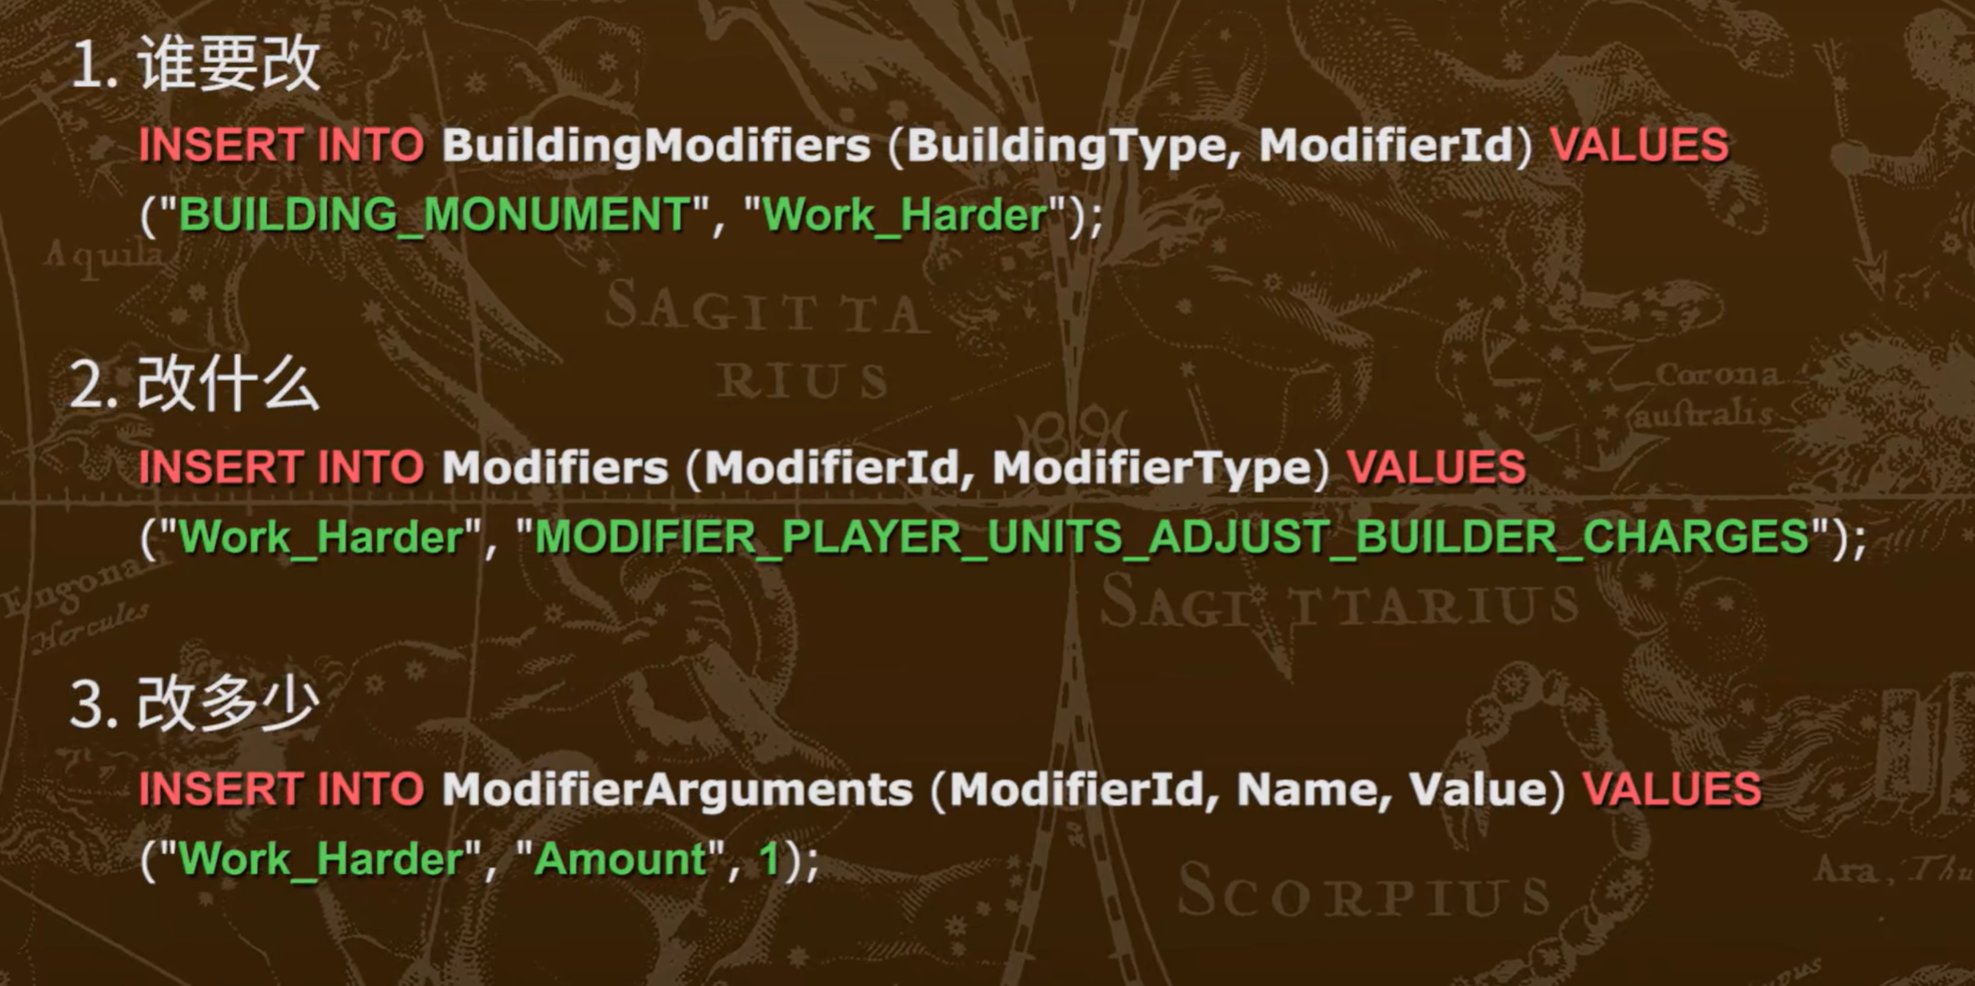 1. 谁要改
INSERT INTO BuildingModifiers (BuildingType, ModifierId) VALUES
("BUILDING_MONUMENT", "Work_Harder");
Aquila
SAGITTA
RIUS
Corona
auſtralis
2. 改什么
INSERT INTO Modifiers (ModifierId, ModifierType) VALUES
("Work_Harder", "MODIFIER_PLAYER_UNITS_ADJUST_BUILDER_CHARGES");
Engonaſi
Hercules
SAGITTARIUS
3. 改多少
INSERT INTO ModifierArguments (ModifierId, Name, Value) VALUES
("Work_Harder", "Amount", 1);
Ara, Thu
SCORPIUS